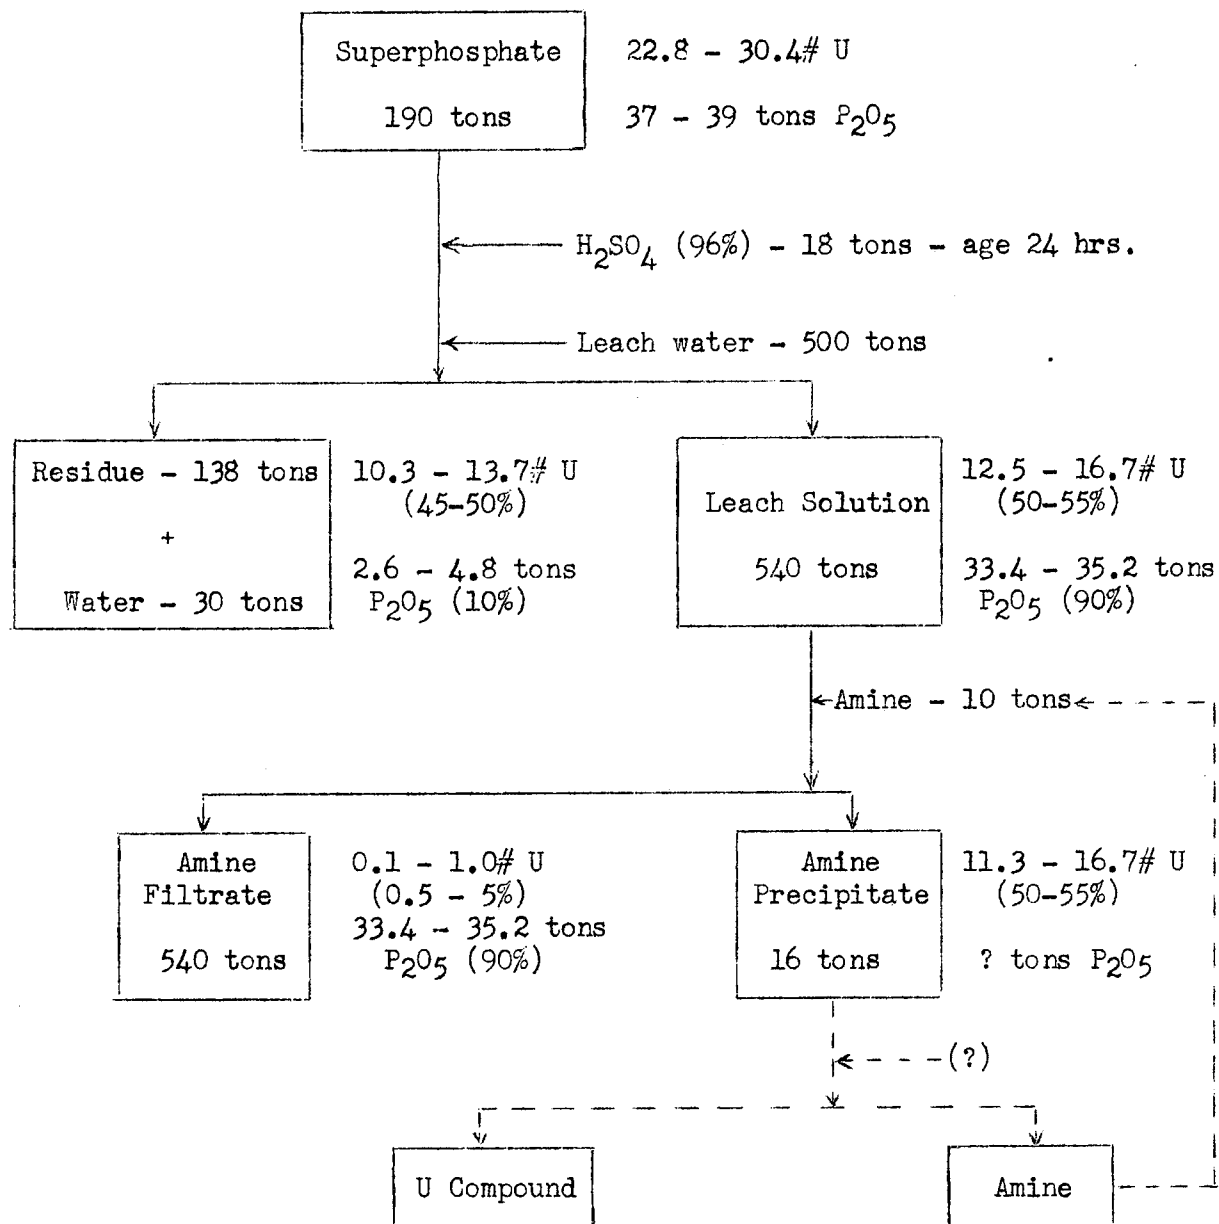 Superphosphate
190 tons
22.8 - 30.4# U
37 - 39 tons P2O5
H2SO4 (96%) - 18 tons - age 24 hrs.
Leach water - 500 tons
Residue - 138 tons
+
Water - 30 tons
10.3 - 13.7# U
(45-50%)
2.6 - 4.8 tons
P2O5 (10%)
Leach Solution
540 tons
12.5 - 16.7# U
(50-55%)
33.4 - 35.2 tons
P2O5 (90%)
Amine - 10 tons
Amine
Filtrate
540 tons
0.1 - 1.0# U
(0.5 - 5%)
33.4 - 35.2 tons
P2O5 (90%)
Amine
Precipitate
16 tons
11.3 - 16.7# U
(50-55%)
? tons P2O5
(?)
U Compound
Amine